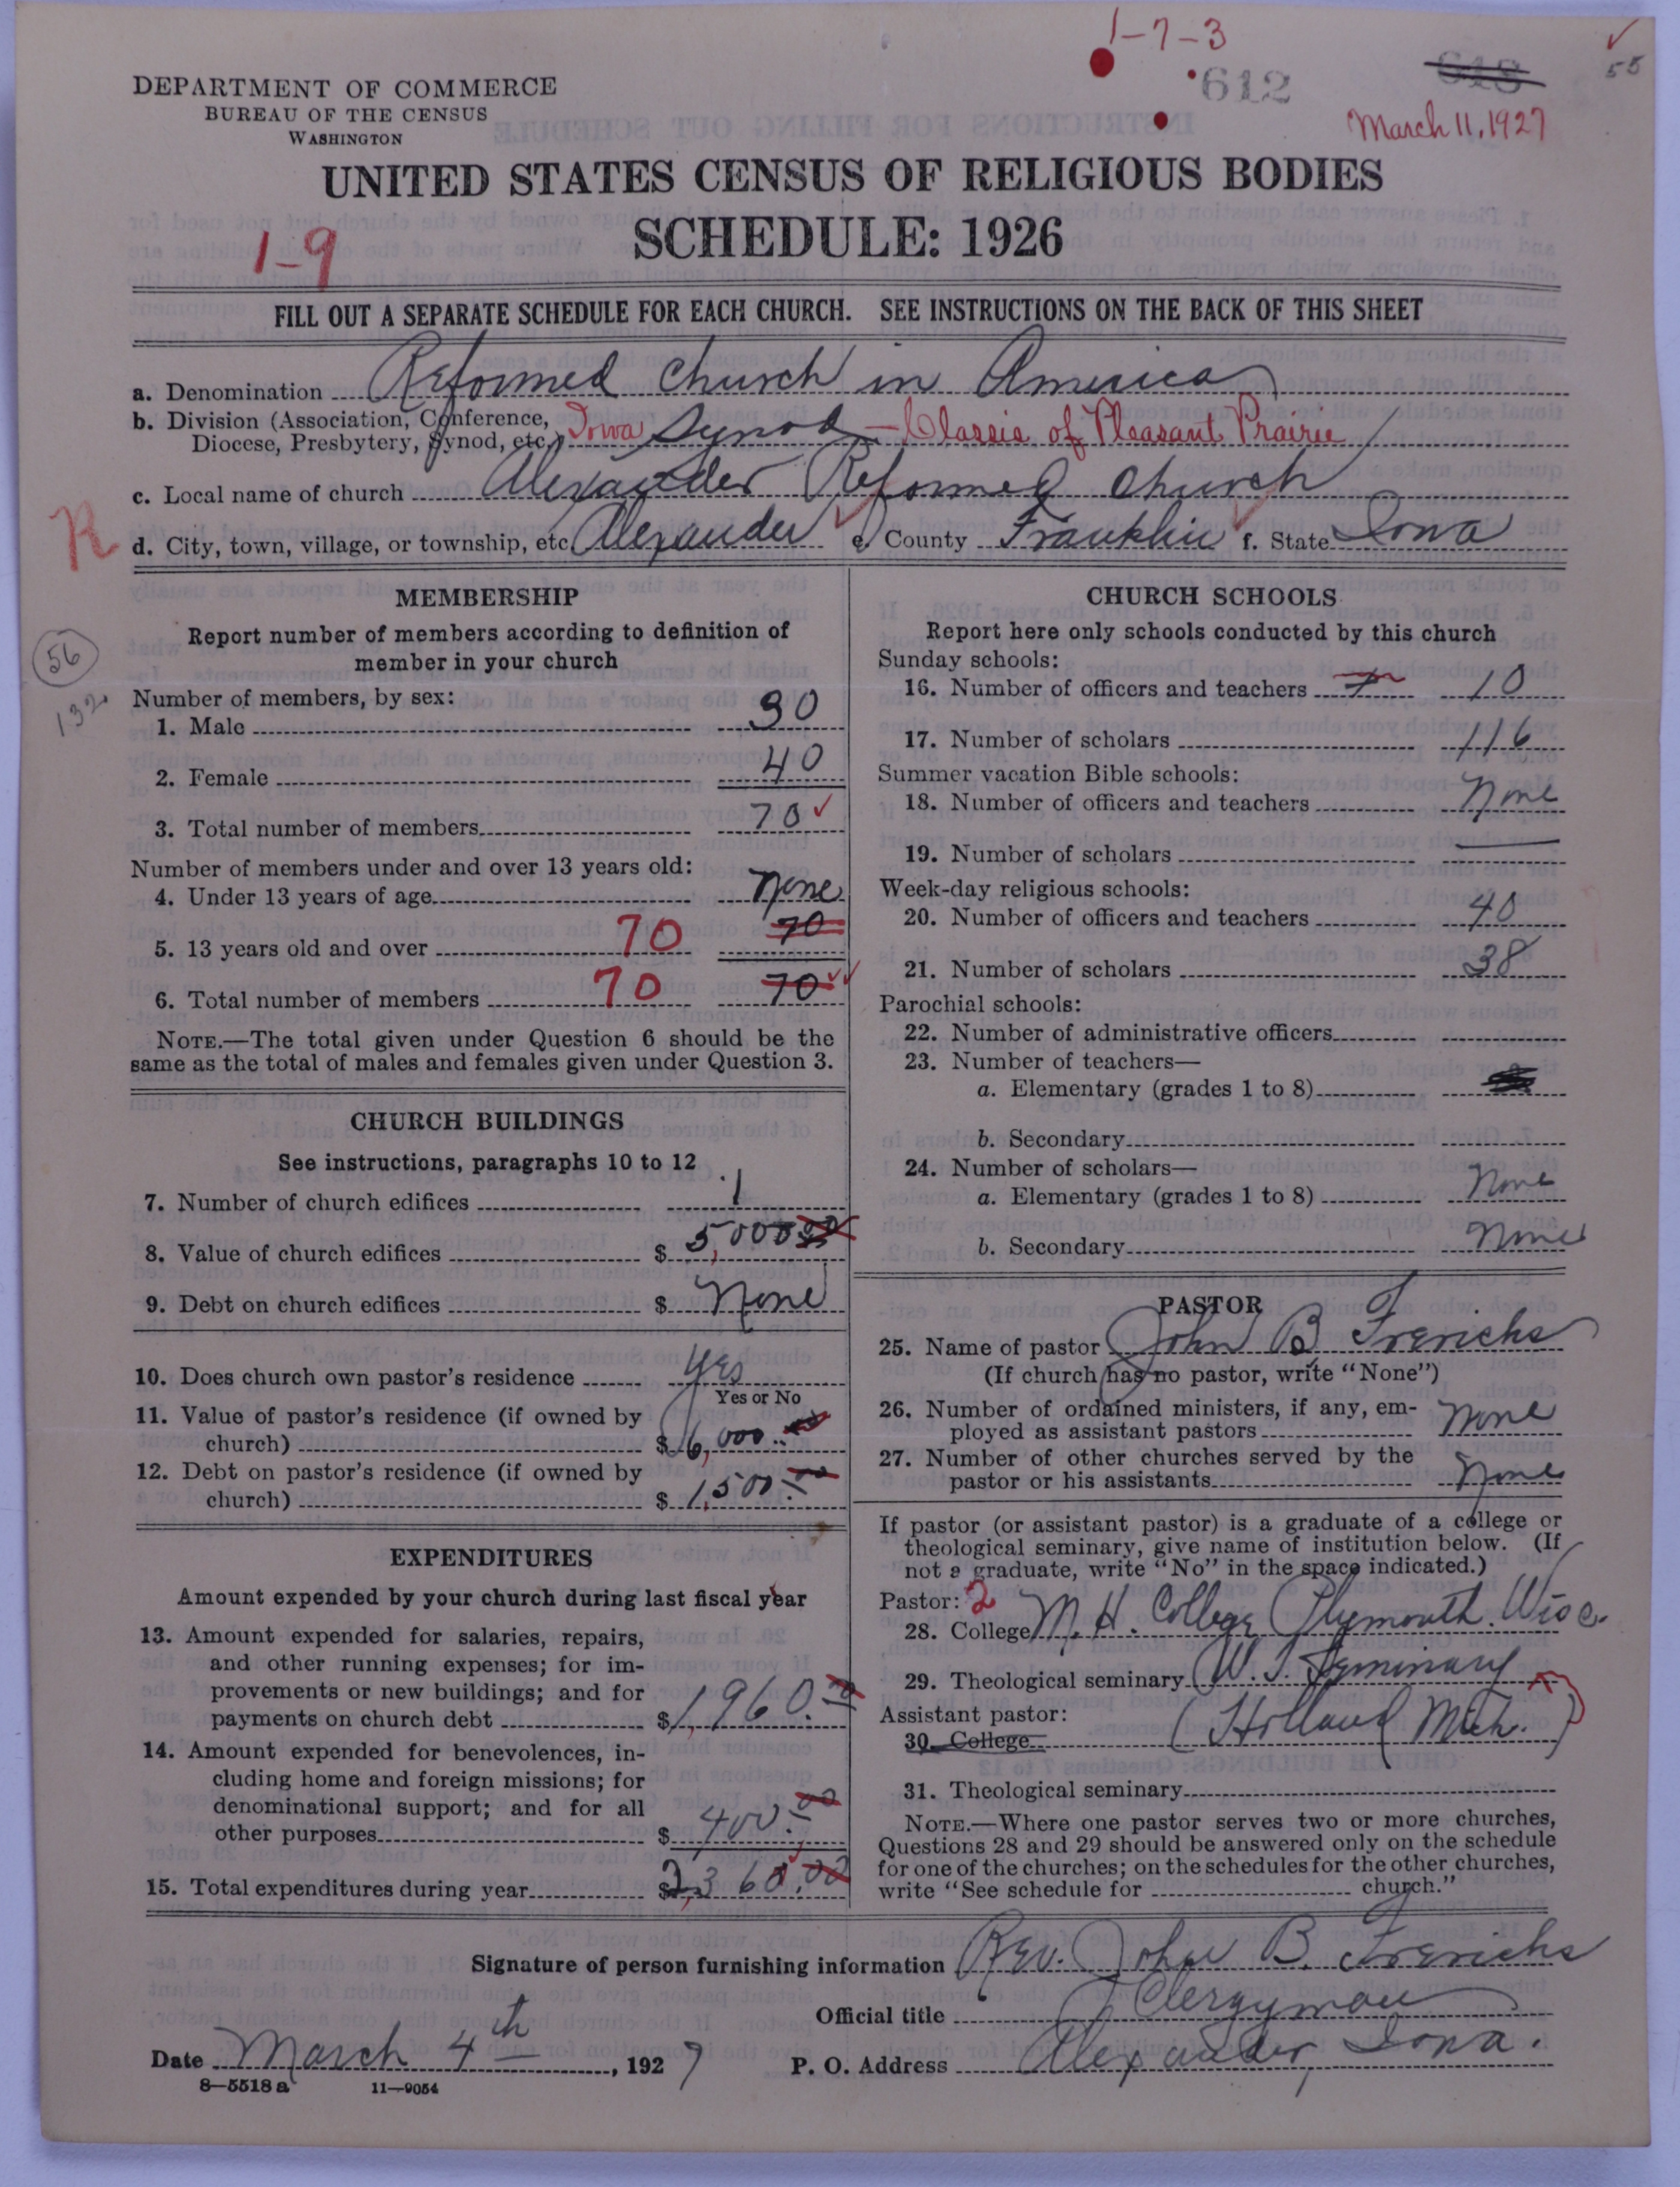 1-7-3
612
613
55
March 11, 1927
DEPARTMENT OF COMMERCE
BUREAU OF THE CENSUS
WASHINGTON
UNITED STATES CENSUS OF RELIGIOUS BODIES
SCHEDULE: 1926
1-9
FILL OUT A SEPARATE SCHEDULE FOR EACH CHURCH. SEE INSTRUCTIONS ON THE BACK OF THIS SHEET
a. Denomination Reformed Church in America
b. Division (Association, Conference, Diocese, Presbytery, Synod, etc.) Iowa Synod - Classis of Pleasant Prairie
c. Local name of church Alexander Reformed Church
R
d. City, town, village, or township, etc. Alexander e. County Franklin f. State Iowa
MEMBERSHIP
Report number of members according to definition of
member in your church
56
132
Number of members, by sex:
1. Male 30
2. Female 40
3. Total number of members 70
Number of members under and over 13 years old:
4. Under 13 years of age None
5. 13 years old and over 70 70
6. Total number of members 70 70
NOTE.—The total given under Question 6 should be the
same as the total of males and females given under Question 3.
CHURCH BUILDINGS
See instructions, paragraphs 10 to 12
7. Number of church edifices 1
8. Value of church edifices $ 5,000 00
9. Debt on church edifices $ None
10. Does church own pastor's residence Yes
Yes or No
11. Value of pastor's residence (if owned by
church) $ 6,000.00
12. Debt on pastor's residence (if owned by
church) $ 1,500.00
EXPENDITURES
Amount expended by your church during last fiscal year
13. Amount expended for salaries, repairs,
and other running expenses; for im-
provements or new buildings; and for
payments on church debt $ 1,960.00
14. Amount expended for benevolences, in-
cluding home and foreign missions; for
denominational support; and for all
other purposes $ 400.00
15. Total expenditures during year $ 2,360.00
CHURCH SCHOOLS
Report here only schools conducted by this church
Sunday schools:
16. Number of officers and teachers 10
17. Number of scholars 116
Summer vacation Bible schools:
18. Number of officers and teachers None
19. Number of scholars
Week-day religious schools:
20. Number of officers and teachers 40
21. Number of scholars 38
Parochial schools:
22. Number of administrative officers
23. Number of teachers—
a. Elementary (grades 1 to 8)
b. Secondary
24. Number of scholars—
a. Elementary (grades 1 to 8) None
b. Secondary None
PASTOR
25. Name of pastor John B. Frerichs
(If church has no pastor, write "None")
26. Number of ordained ministers, if any, em-
ployed as assistant pastors None
27. Number of other churches served by the
pastor or his assistants None
If pastor (or assistant pastor) is a graduate of a college or
theological seminary, give name of institution below. (If
not a graduate, write "No" in the space indicated.)
Pastor: 2
28. College M. H. College (Plymouth. Wisc.
29. Theological seminary W. T. Seminary
Assistant pastor: (Holland Mich.)
30. College
31. Theological seminary
NOTE.—Where one pastor serves two or more churches,
Questions 28 and 29 should be answered only on the schedule
for one of the churches; on the schedules for the other churches,
write "See schedule for church."
Signature of person furnishing information Rev. John B. Frerichs
Official title Clergyman
Date March 4th, 1927 P. O. Address Alexander, Iowa.
8—5518 a 11—9054